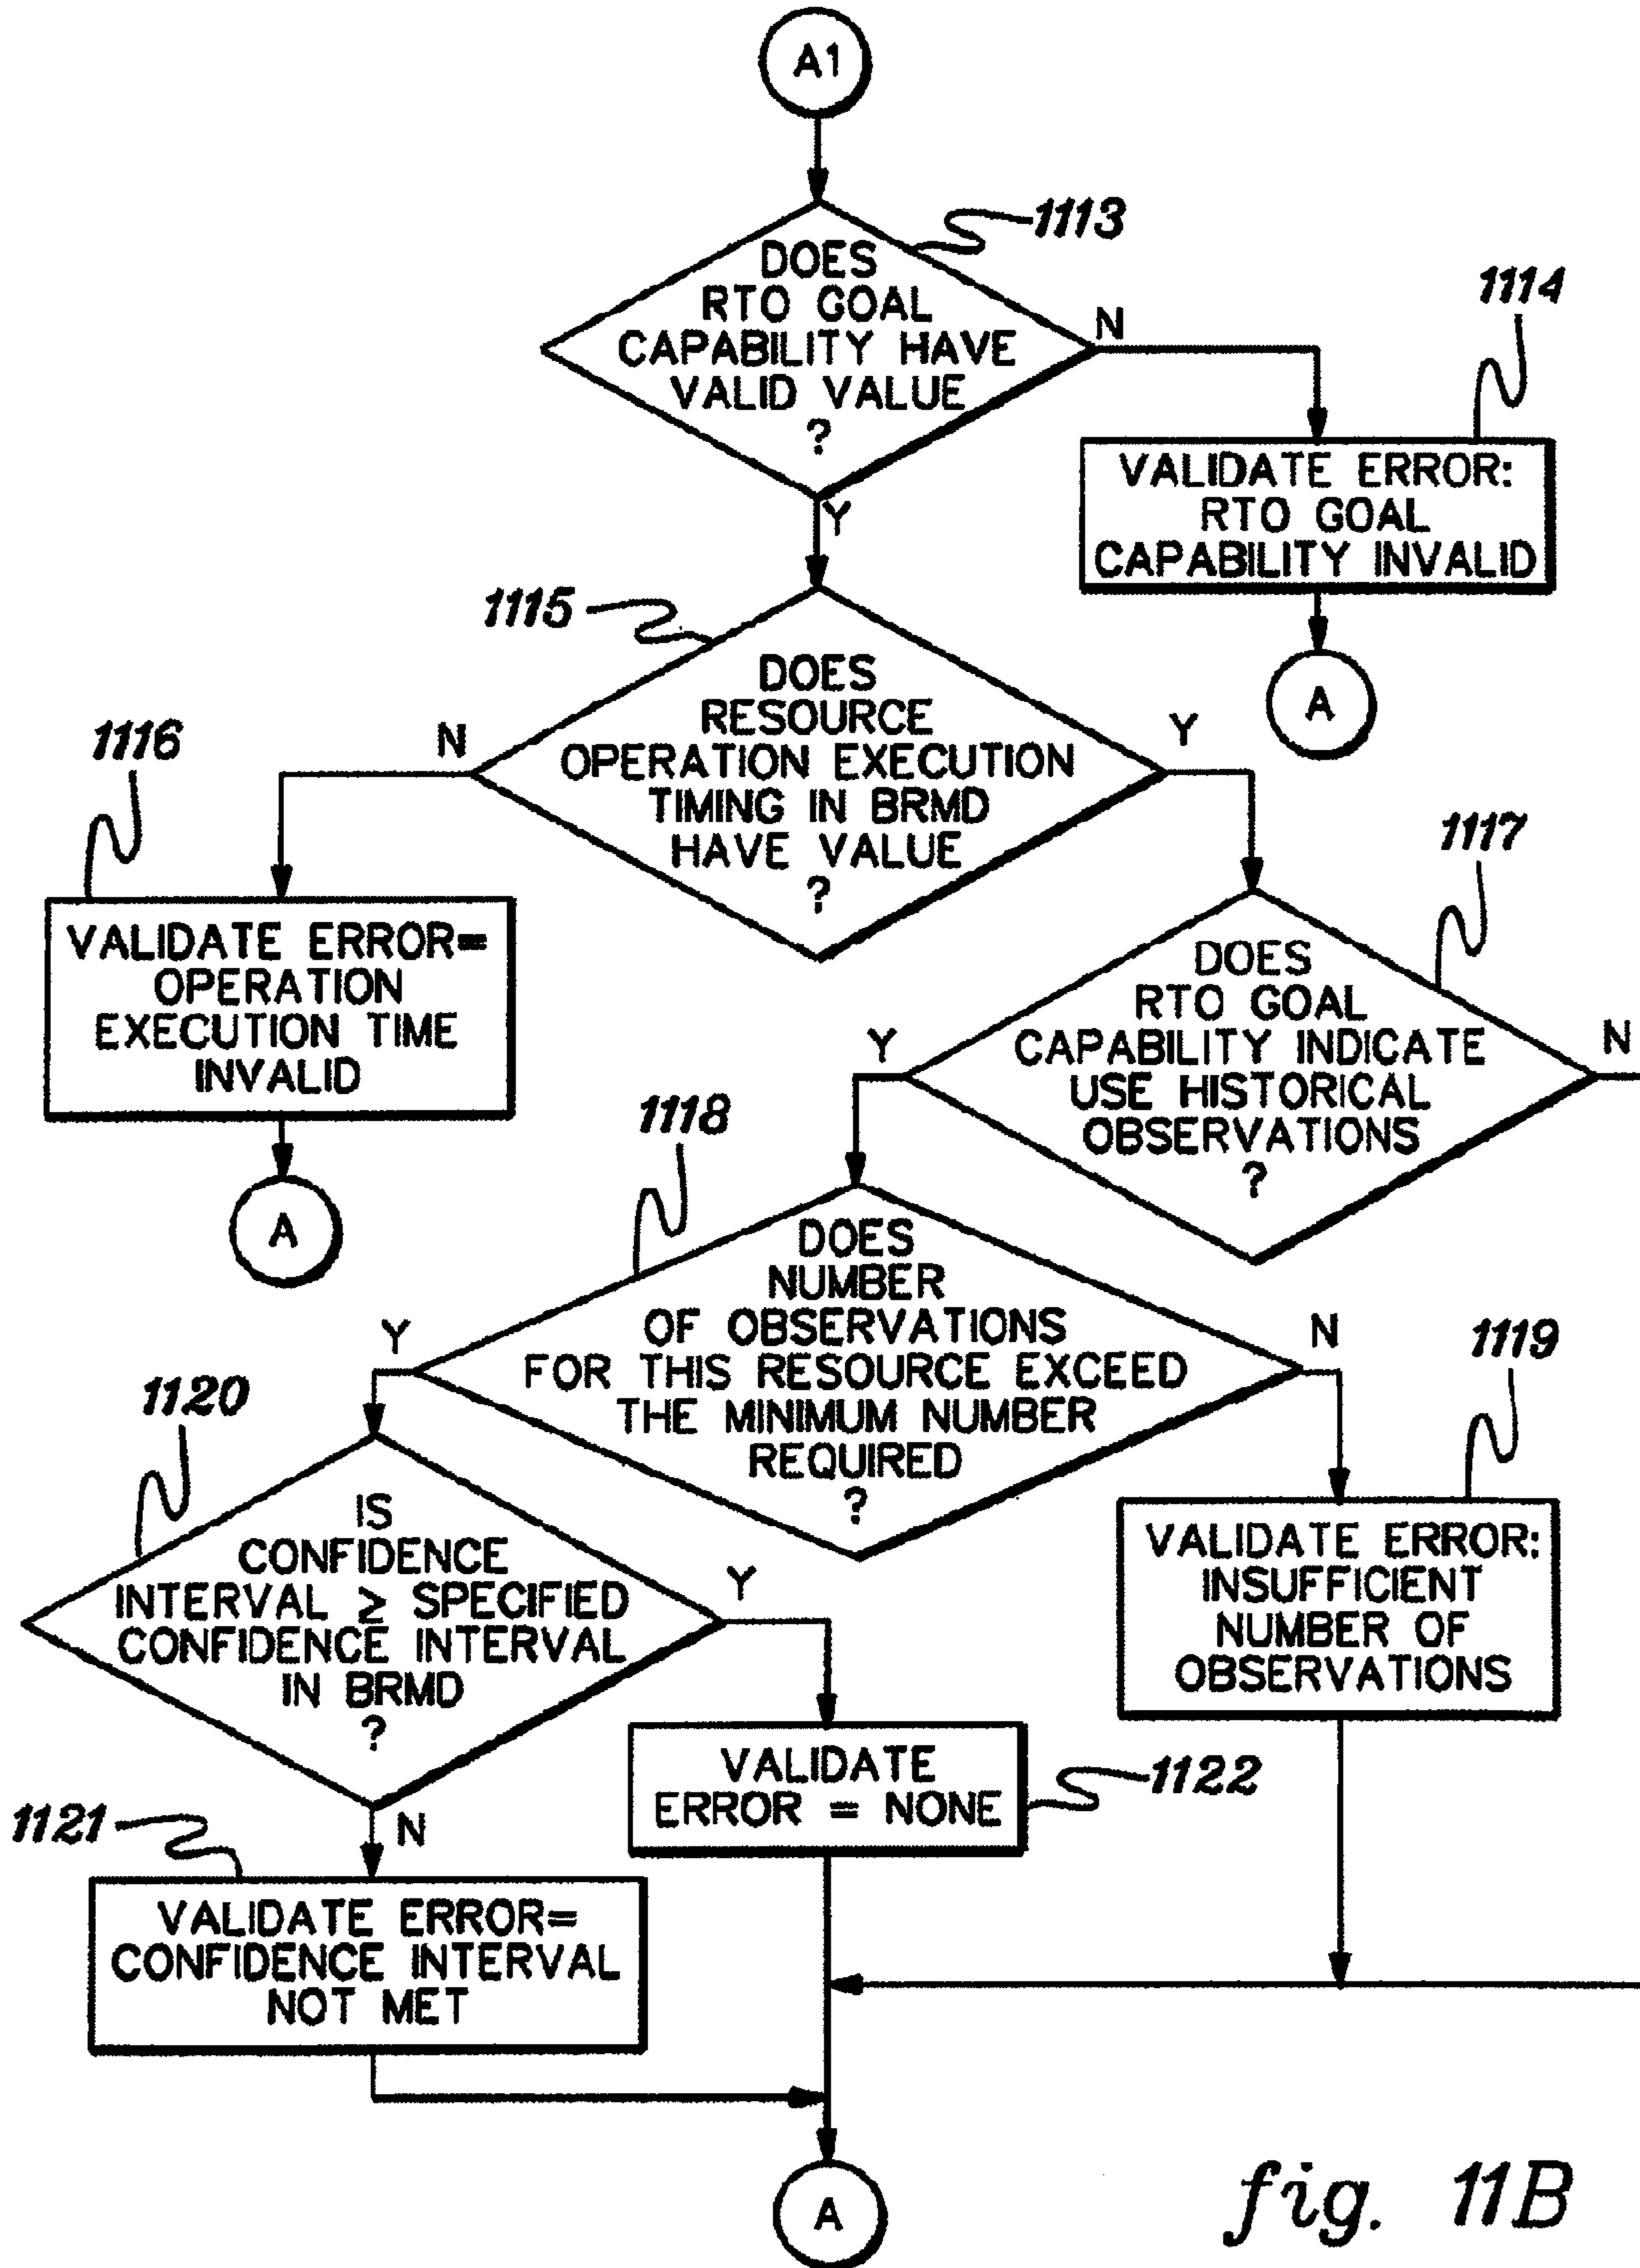 A1
1113
DOES
RTO GOAL
CAPABILITY HAVE
VALID VALUE
?
N
Y
1114
VALIDATE ERROR:
RTO GOAL
CAPABILITY INVALID
A
1115
DOES
RESOURCE
OPERATION EXECUTION
TIMING IN BRMD
HAVE VALUE
?
N
Y
1116
VALIDATE ERROR=
OPERATION
EXECUTION TIME
INVALID
A
1117
DOES
RTO GOAL
CAPABILITY INDICATE
USE HISTORICAL
OBSERVATIONS
?
Y
N
1118
DOES
NUMBER
OF OBSERVATIONS
FOR THIS RESOURCE EXCEED
THE MINIMUM NUMBER
REQUIRED
?
Y
N
1119
VALIDATE ERROR:
INSUFFICIENT
NUMBER OF
OBSERVATIONS
1120
IS
CONFIDENCE
INTERVAL ≥ SPECIFIED
CONFIDENCE INTERVAL
IN BRMD
?
Y
N
1122
VALIDATE
ERROR = NONE
1121
VALIDATE ERROR=
CONFIDENCE INTERVAL
NOT MET
A
fig. 11B